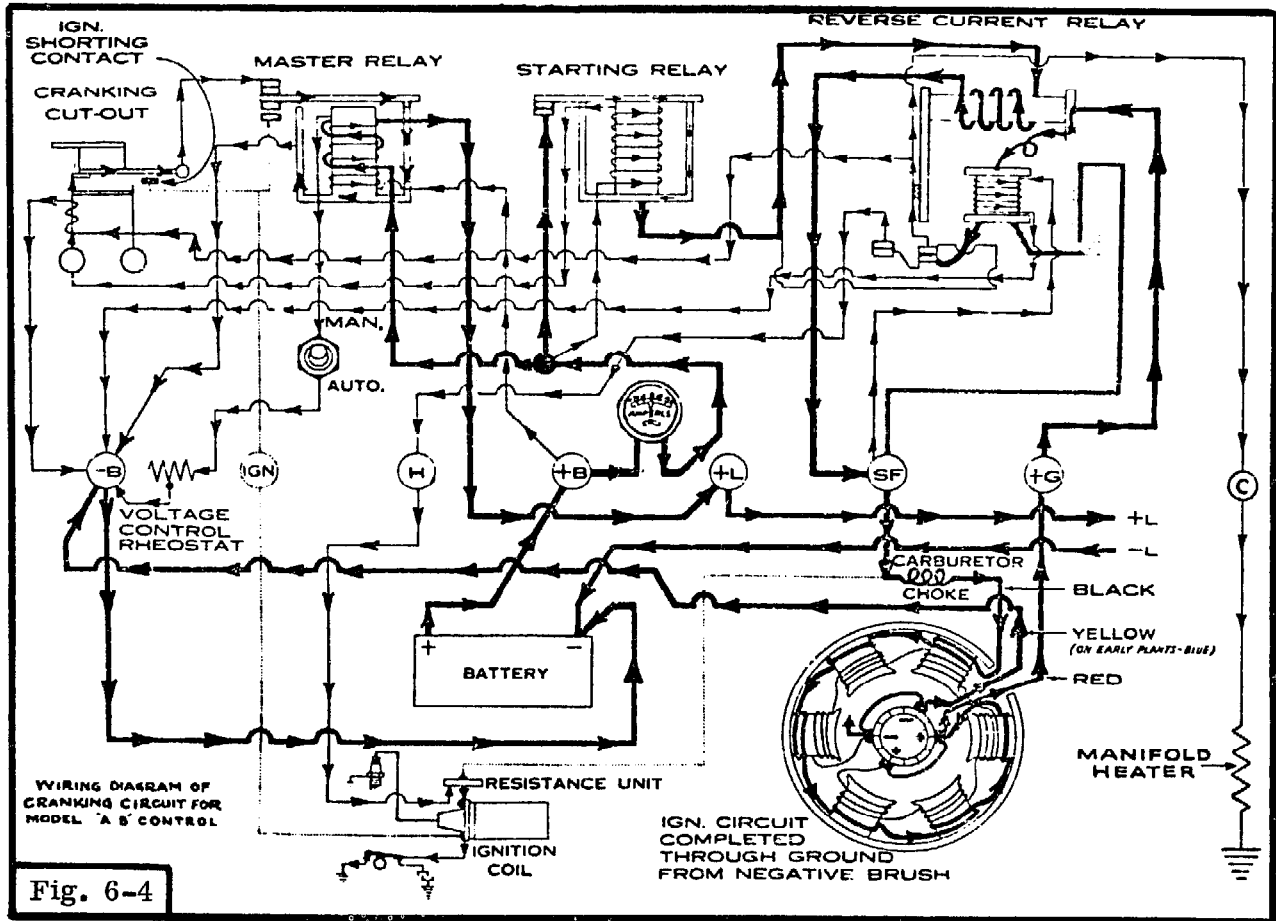 REVERSE CURRENT RELAY
IGN.
SHORTING
CONTACT
MASTER RELAY
STARTING RELAY
CRANKING
CUT-OUT
MAN.
AUTO.
-B
IGN
H
+B
+L
SF
+G
C
VOLTAGE
CONTROL
RHEOSTAT
+L
-L
CARBURETOR
CHOKE
BLACK
YELLOW
(ON EARLY PLANTS-BLUE)
RED
+ -
BATTERY
- + - +
MANIFOLD
HEATER
WIRING DIAGRAM OF
CRANKING CIRCUIT FOR
MODEL "AB" CONTROL
RESISTANCE UNIT
IGNITION
COIL
IGN. CIRCUIT
COMPLETED
THROUGH GROUND
FROM NEGATIVE BRUSH
Fig. 6-4